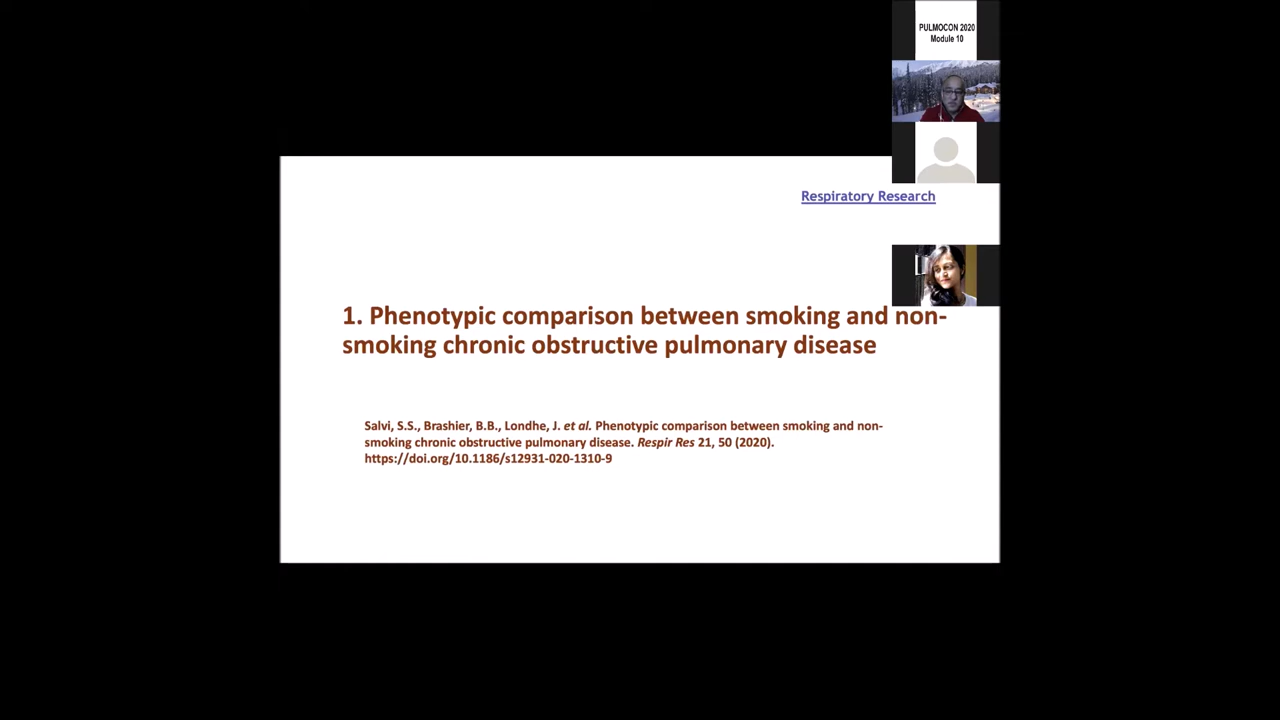 PULMOCON 2020
Module 10
Respiratory Research
1. Phenotypic comparison between smoking and non-
smoking chronic obstructive pulmonary disease
Salvi, S.S., Brashier, B.B., Londhe, J. et al. Phenotypic comparison between smoking and non-
smoking chronic obstructive pulmonary disease. Respir Res 21, 50 (2020).
https://doi.org/10.1186/s12931-020-1310-9